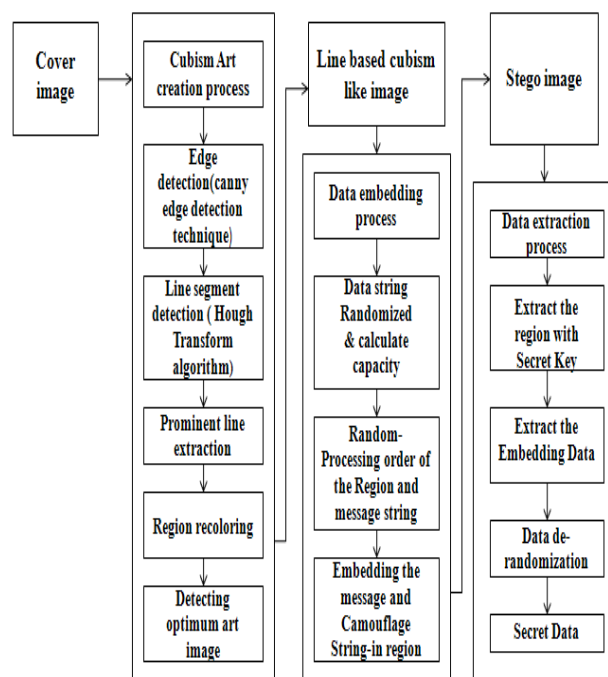 Cover
image
Cubism Art
creation process
Edge
detection(canny
edge detection
technique)
Line segment
detection ( Hough
Transform
algorithm)
Prominent line
extraction
Region recoloring
Detecting
optimum art
image
Line based cubism
like image
Data embedding
process
Data string
Randomized
& calculate
capacity
Random-
Processing order
of the Region and
message string
Embedding the
message and
Camouflage
String-in region
Stego image
Data extraction
process
Extract the
region with
Secret Key
Extract the
Embedding Data
Data de-
randomization
Secret Data